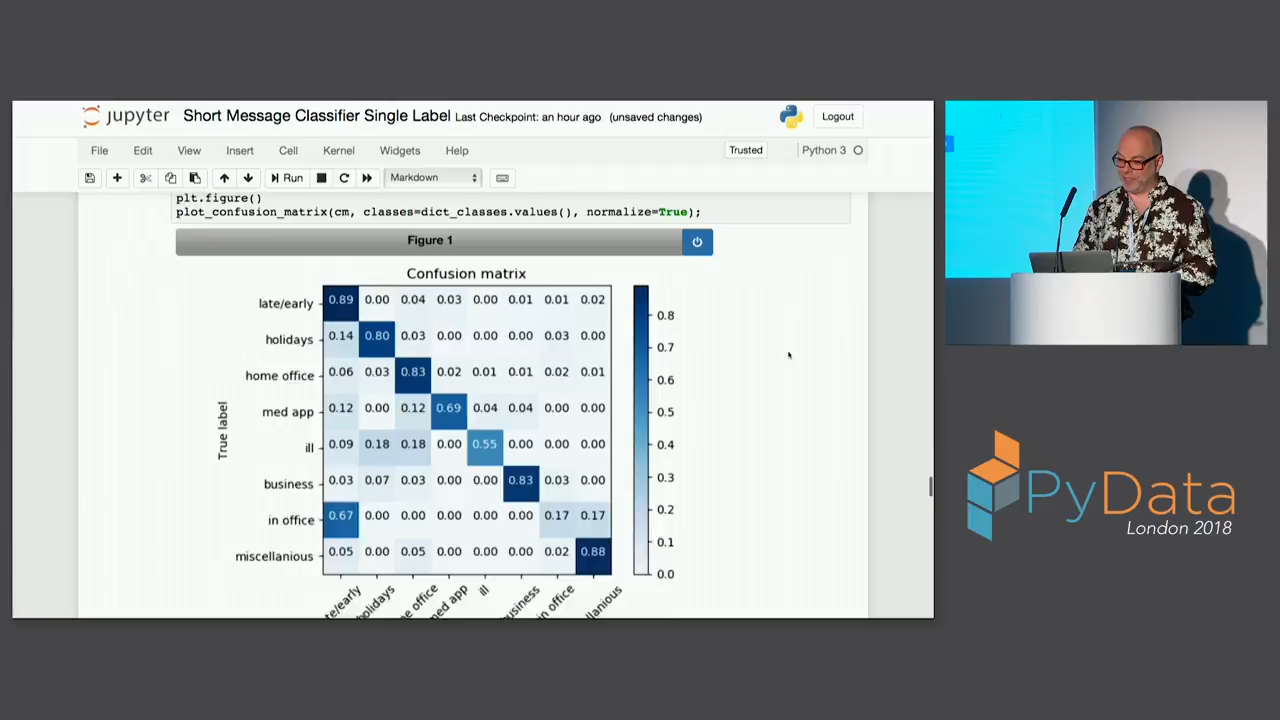 jupyter Short Message Classifier Single Label Last Checkpoint: an hour ago (unsaved changes) Logout
File Edit View Insert Cell Kernel Widgets Help Trusted Python 3
Run Markdown
plt.figure()
plot_confusion_matrix(cm, classes=dict_classes.values(), normalize=True);
Figure 1
Confusion matrix
True label
late/early 0.89 0.00 0.04 0.03 0.00 0.01 0.01 0.02
holidays 0.14 0.80 0.03 0.00 0.00 0.00 0.03 0.00
home office 0.06 0.03 0.83 0.02 0.01 0.01 0.02 0.01
med app 0.12 0.00 0.12 0.69 0.04 0.04 0.00 0.00
ill 0.09 0.18 0.18 0.00 0.55 0.00 0.00 0.00
business 0.03 0.07 0.03 0.00 0.00 0.83 0.03 0.00
in office 0.67 0.00 0.00 0.00 0.00 0.00 0.17 0.17
miscellanious 0.05 0.00 0.05 0.00 0.00 0.00 0.02 0.88
te/early holidays e office med app ill business in office llanious
0.8
0.7
0.6
0.5
0.4
0.3
0.2
0.1
0.0
PyData
London 2018